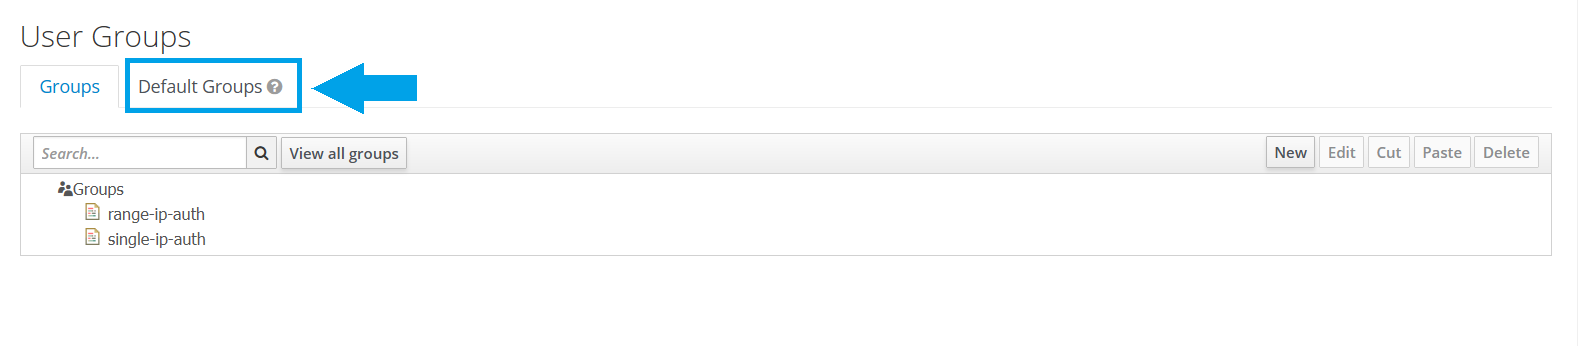 User Groups
Groups Default Groups ?
Search... View all groups New Edit Cut Paste Delete
Groups
range-ip-auth
single-ip-auth